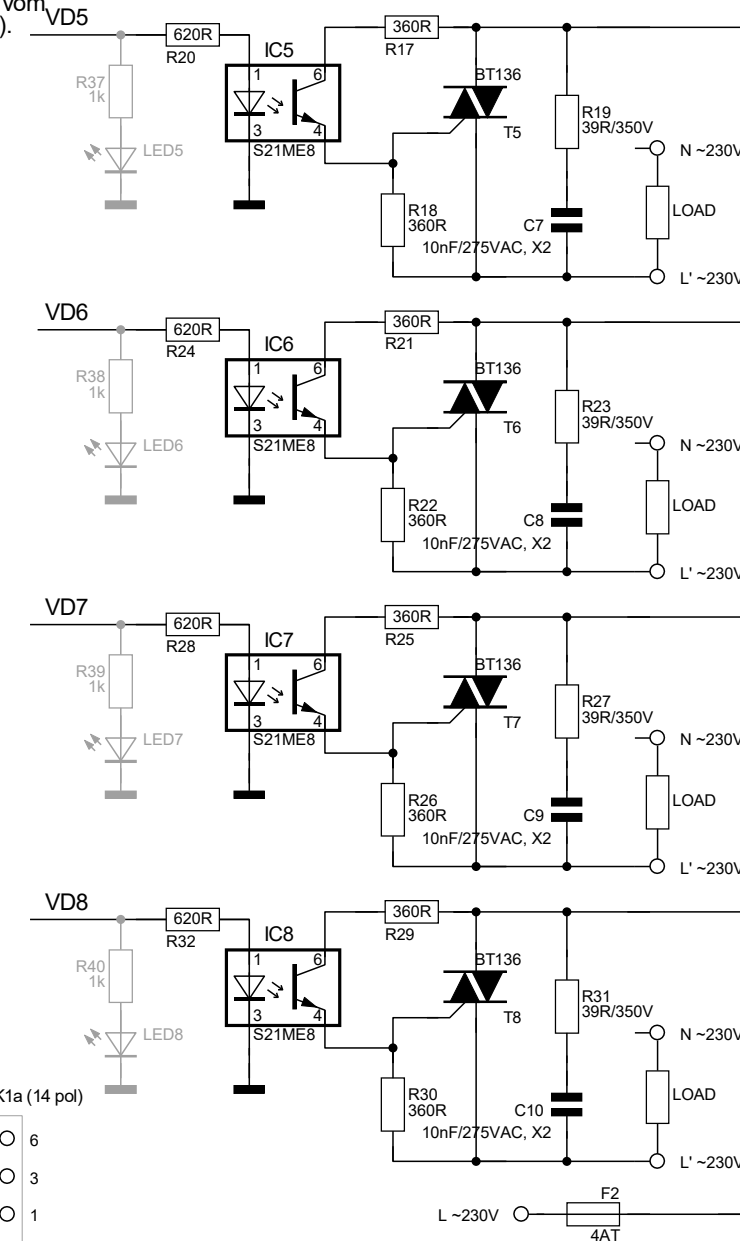 vom
).
VD5
620R
R20
IC5
360R
R17
1
6
3
4
S21ME8
R37
1k
LED5
BT136
T5
R19
39R/350V
N ~230V
LOAD
R18
360R
C7
10nF/275VAC, X2
L' ~230V
VD6
620R
R24
IC6
360R
R21
1
6
3
4
S21ME8
R38
1k
LED6
BT136
T6
R23
39R/350V
N ~230V
LOAD
R22
360R
C8
10nF/275VAC, X2
L' ~230V
VD7
620R
R28
IC7
360R
R25
1
6
3
4
S21ME8
R39
1k
LED7
BT136
T7
R27
39R/350V
N ~230V
LOAD
R26
360R
C9
10nF/275VAC, X2
L' ~230V
VD8
620R
R32
IC8
360R
R29
1
6
3
4
S21ME8
R40
1k
LED8
BT136
T8
R31
39R/350V
N ~230V
LOAD
R30
360R
C10
10nF/275VAC, X2
L' ~230V
K1a (14 pol)
6
3
1
L ~230V
F2
4AT